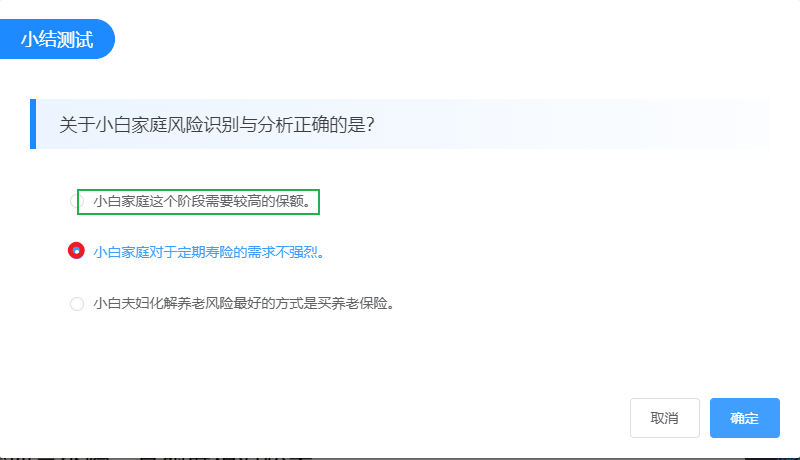 小结测试
关于小白家庭风险识别与分析正确的是?
小白家庭这个阶段需要较高的保额。
小白家庭对于定期寿险的需求不强烈。
小白夫妇化解养老风险最好的方式是买养老保险。
取消 确定